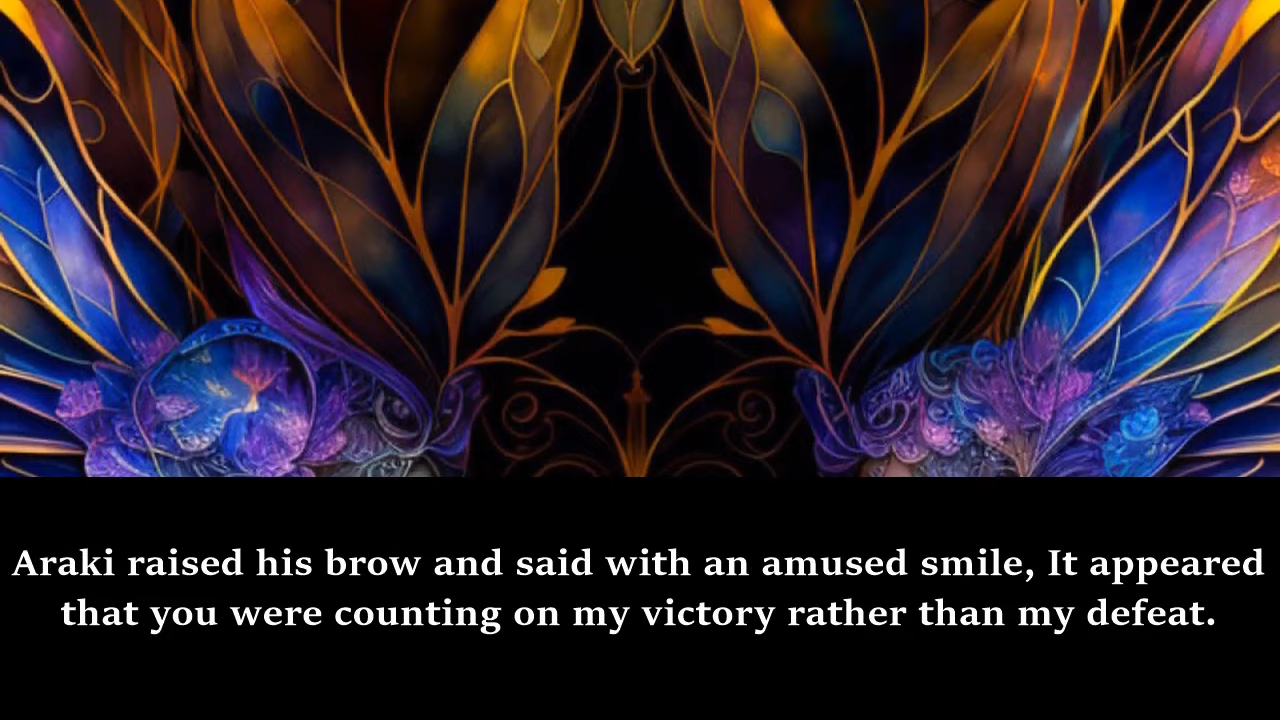 Araki raised his brow and said with an amused smile, It appeared
that you were counting on my victory rather than my defeat.